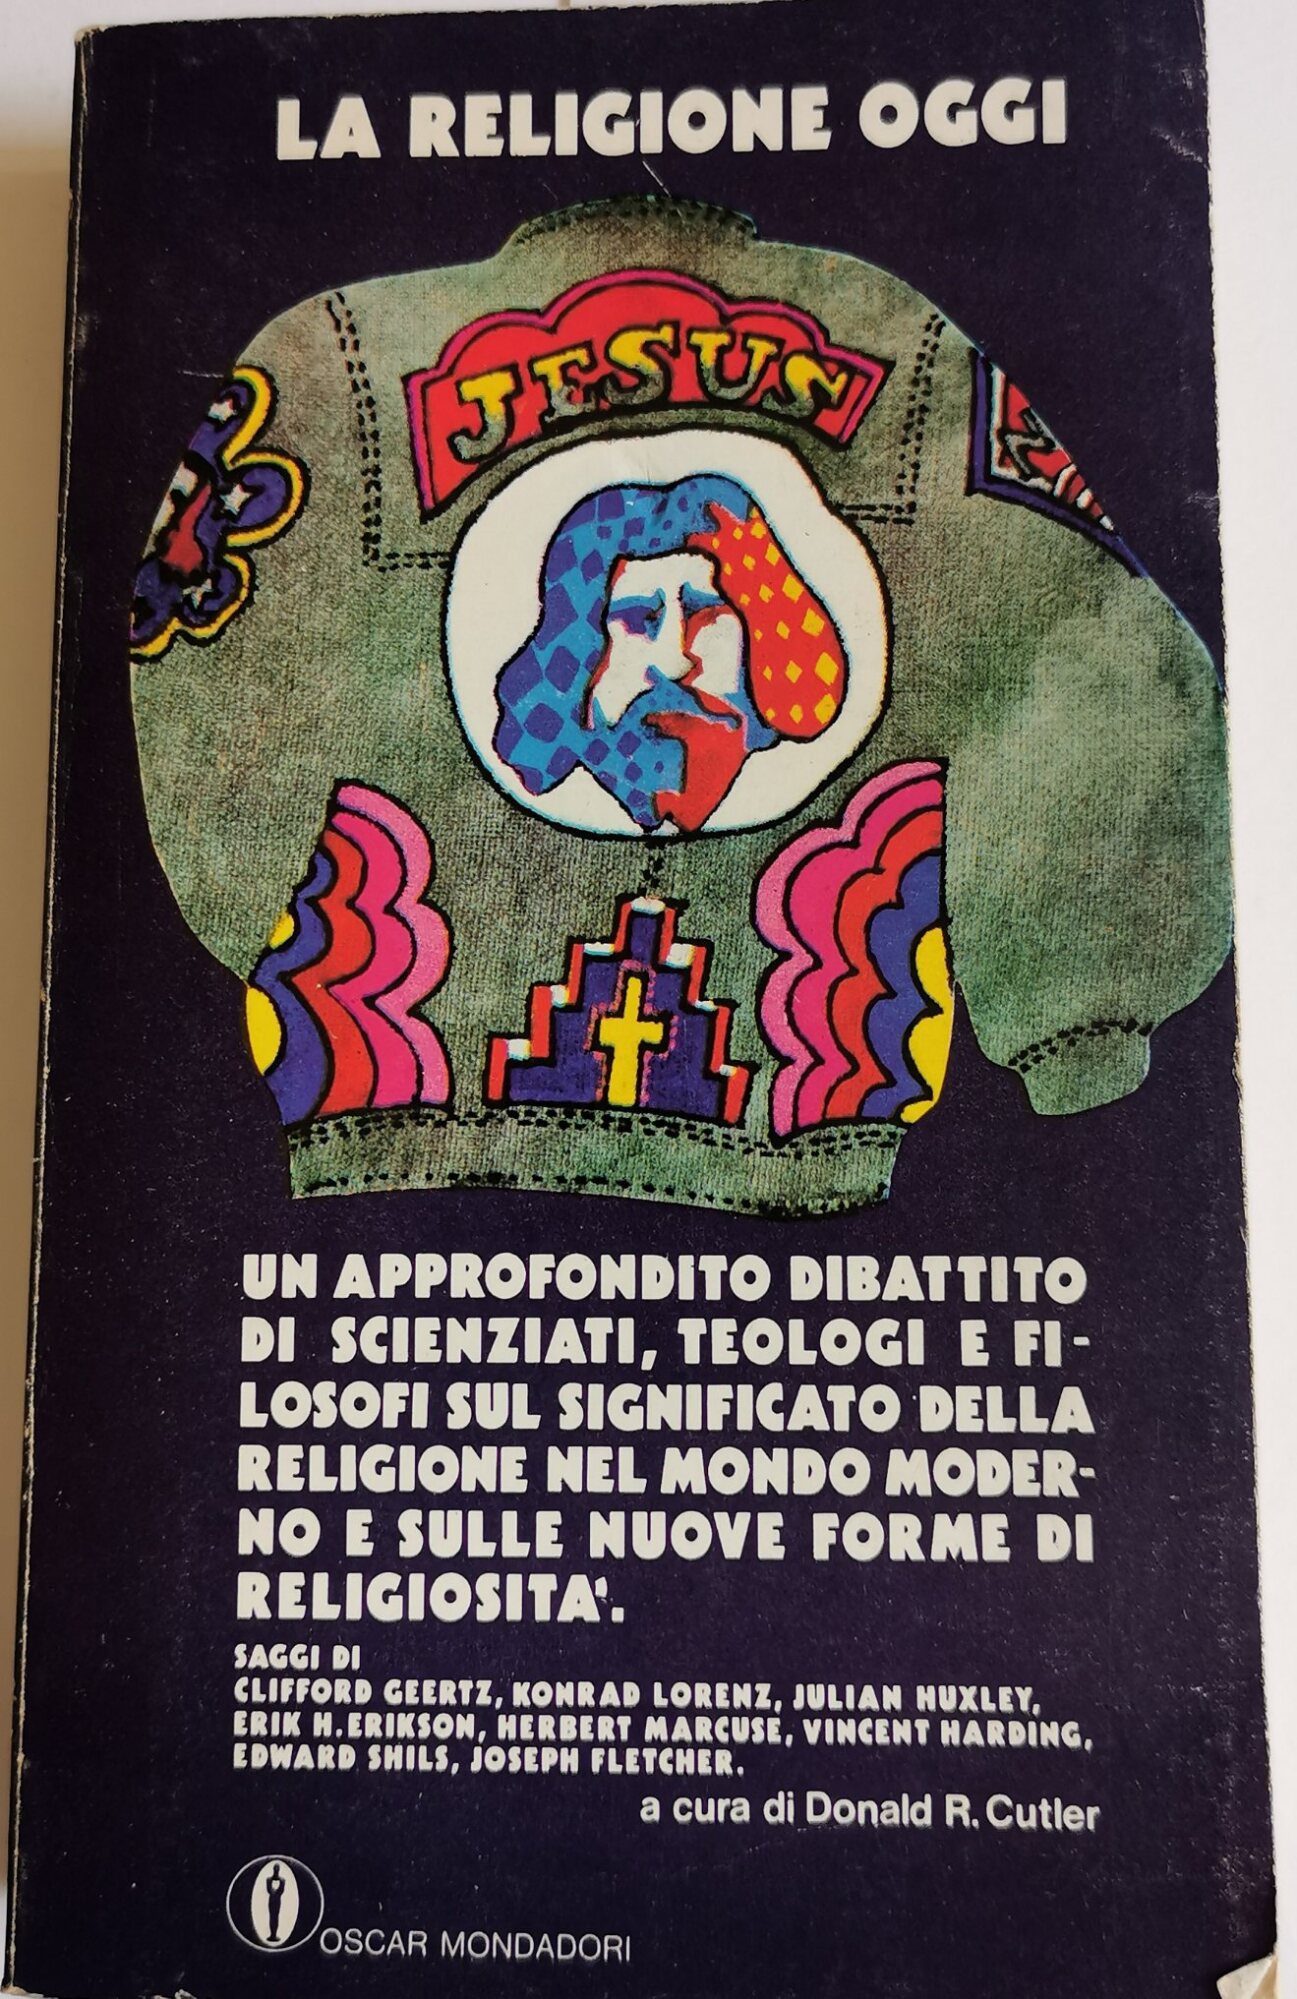 LA RELIGIONE OGGI
JESUS
UN APPROFONDITO DIBATTITO
DI SCIENZIATI, TEOLOGI E FI-
LOSOFI SUL SIGNIFICATO DELLA
RELIGIONE NEL MONDO MODER-
NO E SULLE NUOVE FORME DI
RELIGIOSITA'.
SAGGI DI
CLIFFORD GEERTZ, KONRAD LORENZ, JULIAN HUXLEY,
ERIK H. ERIKSON, HERBERT MARCUSE, VINCENT HARDING,
EDWARD SHILS, JOSEPH FLETCHER.
a cura di Donald R. Cutler
OSCAR MONDADORI